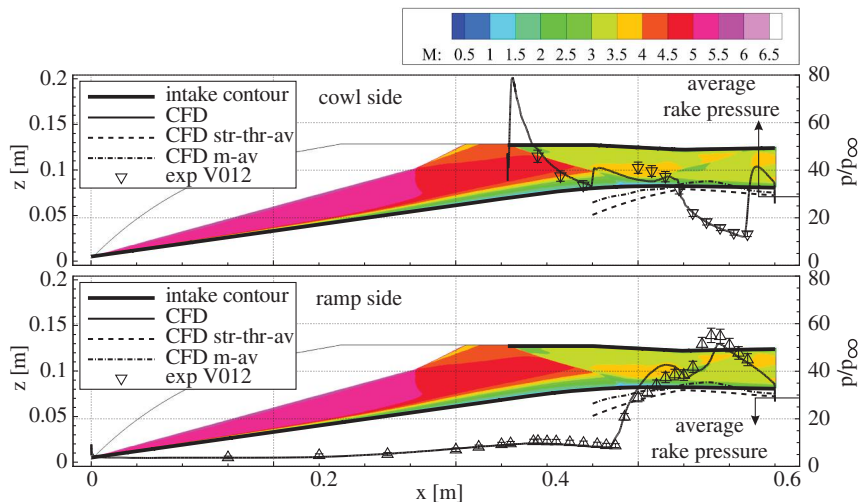 M: 0.5 1 1.5 2 2.5 3 3.5 4 4.5 5 5.5 6 6.5
0.2
0.15
0.1
0.05
0
z [m]
intake contour
CFD
CFD str-thr-av
CFD m-av
exp V012
cowl side
average
rake pressure
80
60
40
20
0
p/p∞
0.2
0.15
0.1
0.05
0
z [m]
intake contour
CFD
CFD str-thr-av
CFD m-av
exp V012
ramp side
average
rake pressure
80
60
40
20
0
p/p∞
0 0.2 0.4 0.6
x [m]